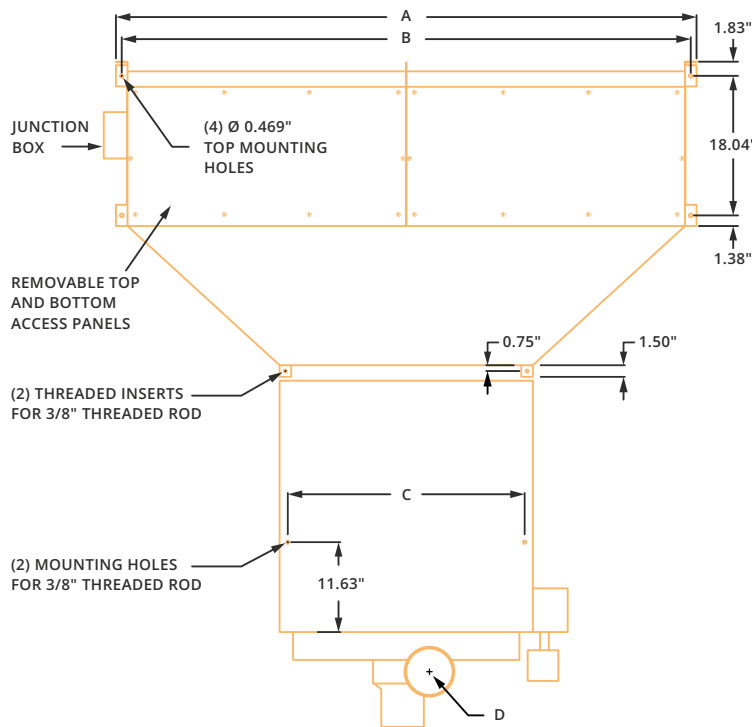 A
B
1.83"
JUNCTION
BOX
(4) Ø 0.469"
TOP MOUNTING
HOLES
18.04"
REMOVABLE TOP
AND BOTTOM
ACCESS PANELS
1.38"
0.75"
1.50"
(2) THREADED INSERTS
FOR 3/8" THREADED ROD
C
(2) MOUNTING HOLES
FOR 3/8" THREADED ROD
11.63"
D